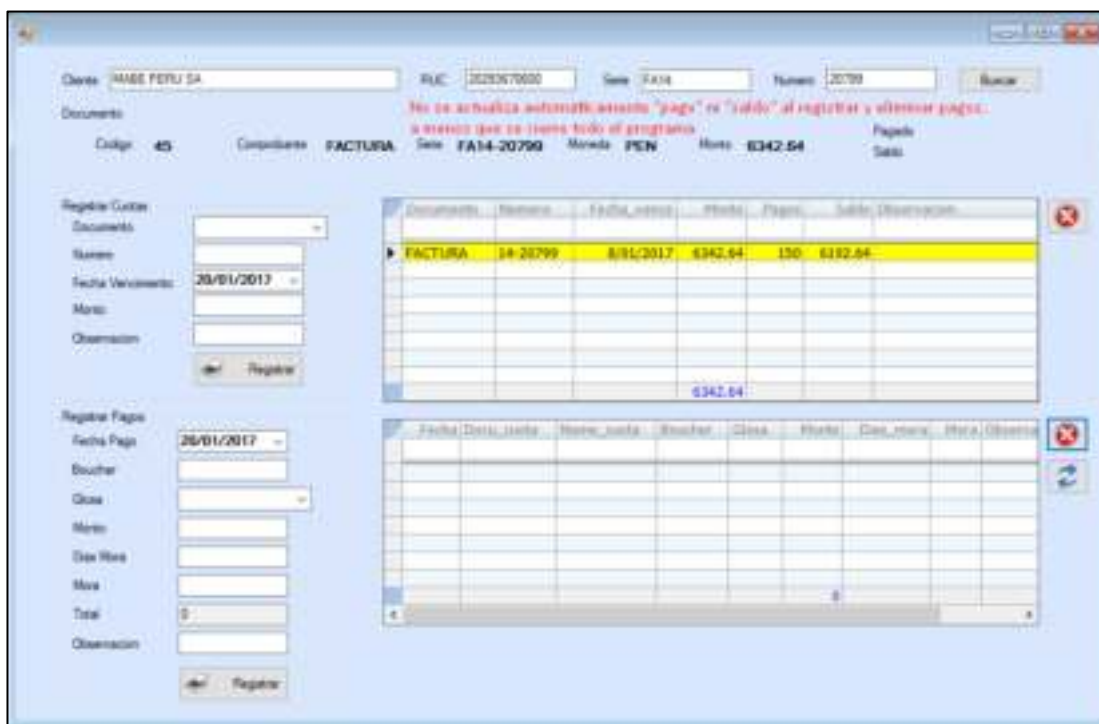 Cliente MABE PERU SA RUC Serie FA14 Numero 20799 Buscar
No se actualiza automáticamente "pago" ni "saldo" al registrar y eliminar pagos.
a menos que se cierre todo el programa
Documento
Codigo 45 Comprobante FACTURA Serie FA14-20799 Moneda PEN Monto 6342.64
Pagado
Saldo
Registrar Cuotas
Documento
Numero
Fecha Vencimiento 20/01/2017
Monto
Observacion
Registrar
Documento Numero Fecha_vence Monto Pagos Saldo Observacion
FACTURA 14-20799 8/01/2017 6342.64 150 6192.64
6342.64
Registrar Pagos
Fecha Pago 20/01/2017
Boucher
Glosa
Monto
Dias Mora
Mora
Total 0
Observacion
Registrar
Fecha Docu_cuota Nume_cuota Boucher Glosa Monto Dias_mora Mora Observa
0